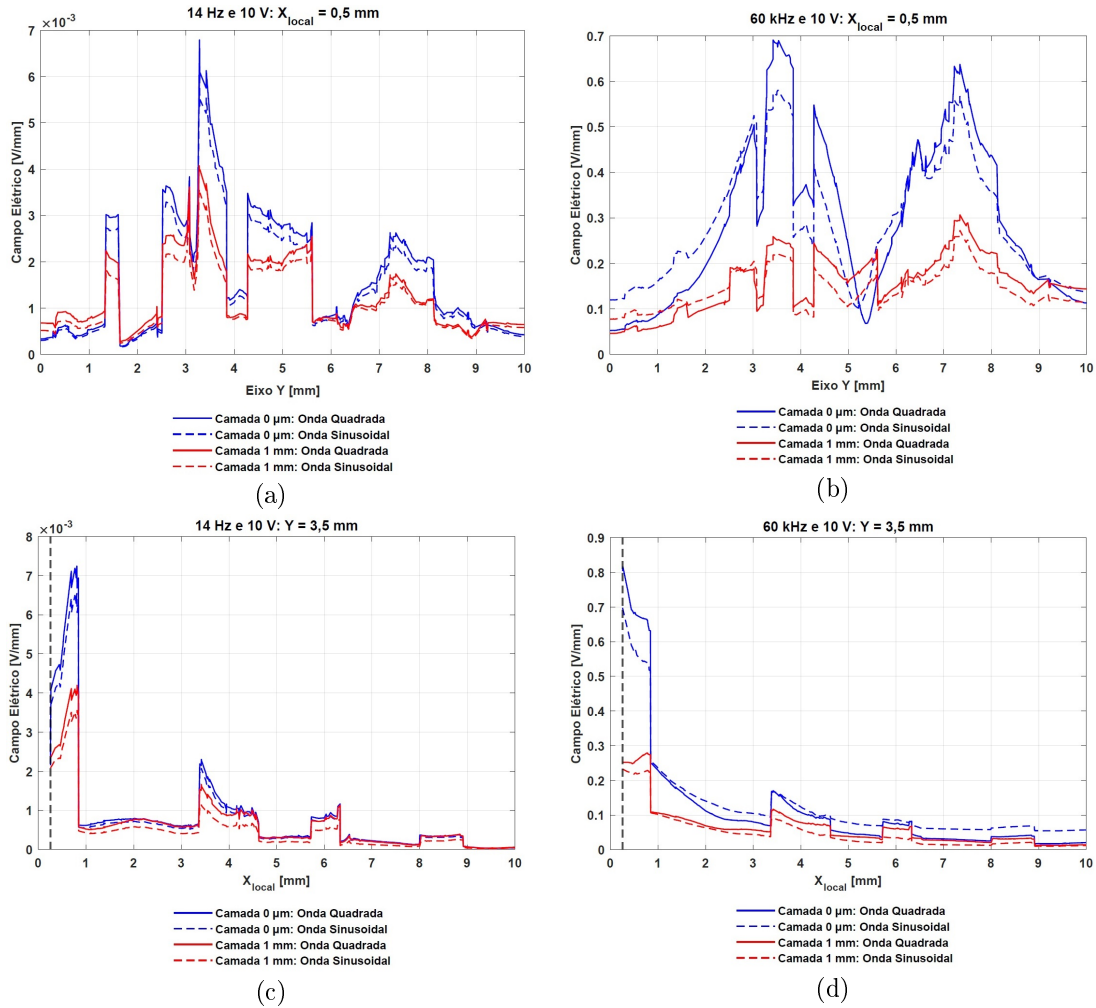 14 Hz e 10 V: X_local = 0,5 mm
×10^-3
Campo Elétrico [V/mm]
7
6
5
4
3
2
1
0
0 1 2 3 4 5 6 7 8 9 10
Eixo Y [mm]
Camada 0 µm: Onda Quadrada
Camada 0 µm: Onda Sinusoidal
Camada 1 mm: Onda Quadrada
Camada 1 mm: Onda Sinusoidal
(a)
60 kHz e 10 V: X_local = 0,5 mm
Campo Elétrico [V/mm]
0.7
0.6
0.5
0.4
0.3
0.2
0.1
0
0 1 2 3 4 5 6 7 8 9 10
Eixo Y [mm]
Camada 0 µm: Onda Quadrada
Camada 0 µm: Onda Sinusoidal
Camada 1 mm: Onda Quadrada
Camada 1 mm: Onda Sinusoidal
(b)
14 Hz e 10 V: Y = 3,5 mm
×10^-3
Campo Elétrico [V/mm]
8
7
6
5
4
3
2
1
0
0 1 2 3 4 5 6 7 8 9 10
X_local [mm]
Camada 0 µm: Onda Quadrada
Camada 0 µm: Onda Sinusoidal
Camada 1 mm: Onda Quadrada
Camada 1 mm: Onda Sinusoidal
(c)
60 kHz e 10 V: Y = 3,5 mm
Campo Elétrico [V/mm]
0.9
0.8
0.7
0.6
0.5
0.4
0.3
0.2
0.1
0
0 1 2 3 4 5 6 7 8 9 10
X_local [mm]
Camada 0 µm: Onda Quadrada
Camada 0 µm: Onda Sinusoidal
Camada 1 mm: Onda Quadrada
Camada 1 mm: Onda Sinusoidal
(d)